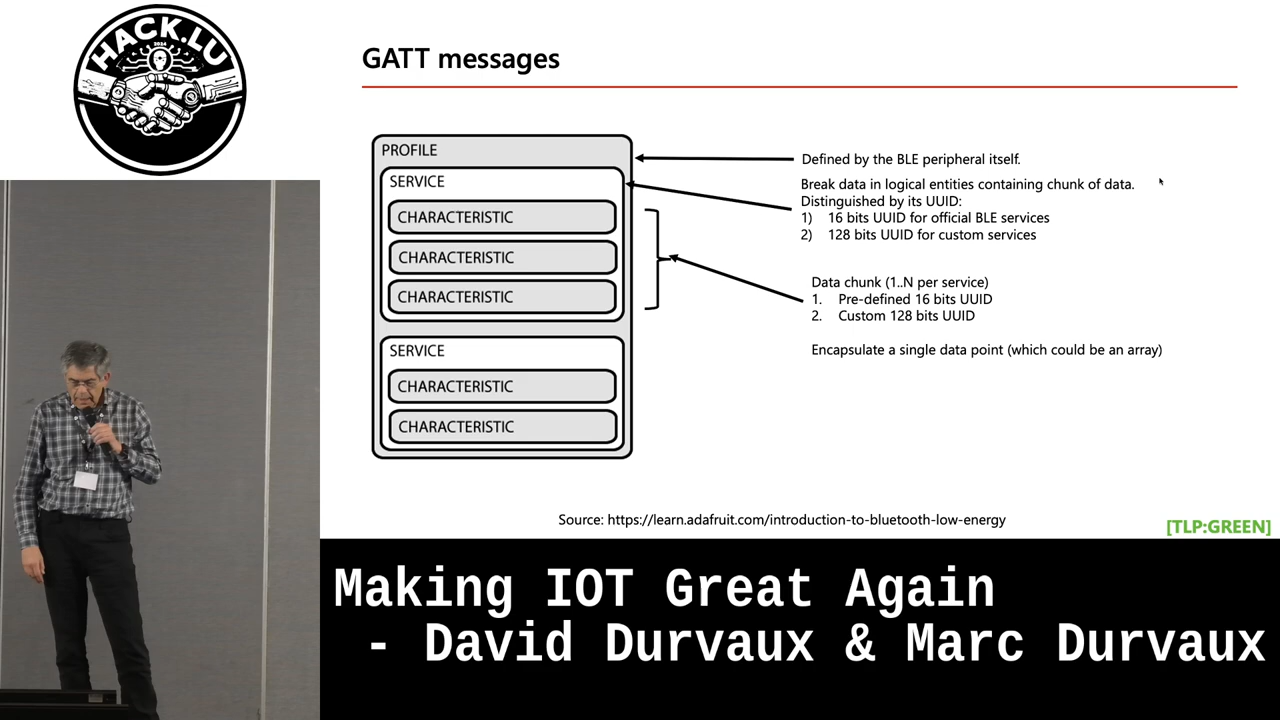 HACK.LU
2024
GATT messages
PROFILE
SERVICE
CHARACTERISTIC
CHARACTERISTIC
CHARACTERISTIC
SERVICE
CHARACTERISTIC
CHARACTERISTIC
Defined by the BLE peripheral itself.
Break data in logical entities containing chunk of data.
Distinguished by its UUID:
1) 16 bits UUID for official BLE services
2) 128 bits UUID for custom services
Data chunk (1..N per service)
1. Pre-defined 16 bits UUID
2. Custom 128 bits UUID
Encapsulate a single data point (which could be an array)
Source: https://learn.adafruit.com/introduction-to-bluetooth-low-energy
[TLP:GREEN]
Making IOT Great Again
- David Durvaux & Marc Durvaux